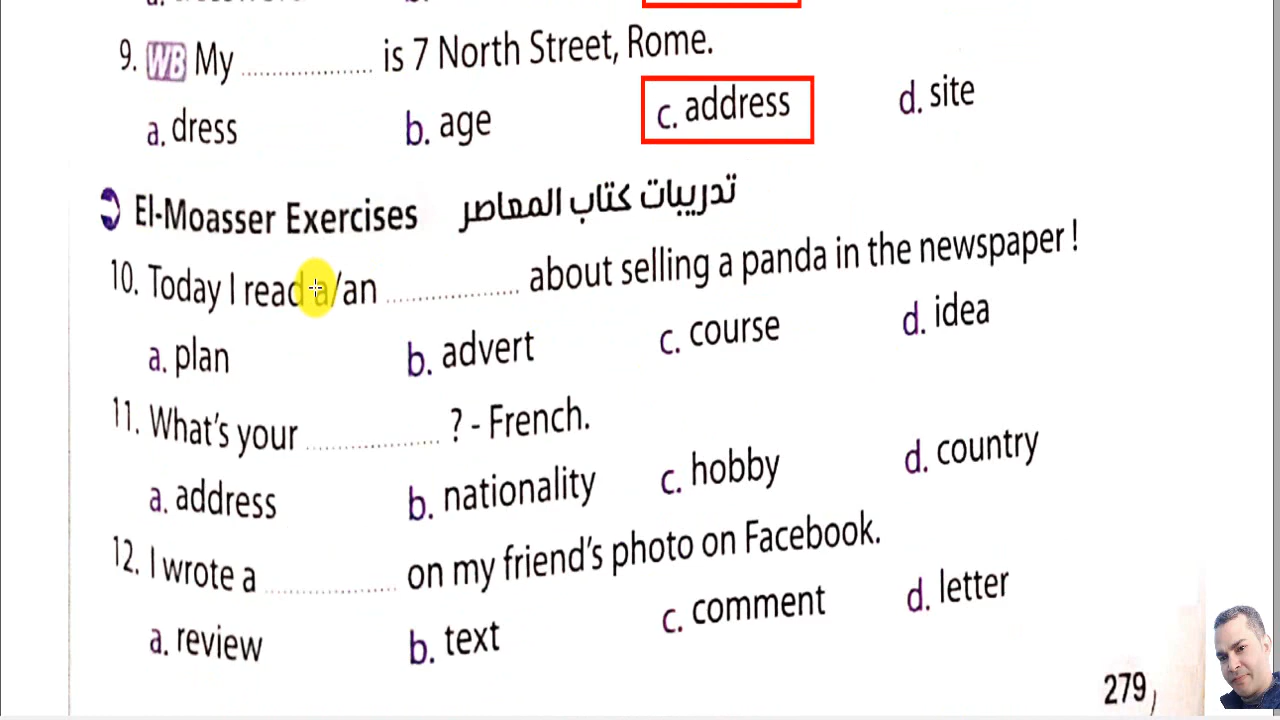 9. WB My ..................... is 7 North Street, Rome.
a. dress b. age c. address d. site
El-Moasser Exercises تدريبات كتاب المعاصر
10. Today I read a/an ..................... about selling a panda in the newspaper !
a. plan b. advert c. course d. idea
11. What's your ..................... ? - French.
a. address b. nationality c. hobby d. country
12. I wrote a ..................... on my friend's photo on Facebook.
a. review b. text c. comment d. letter
279